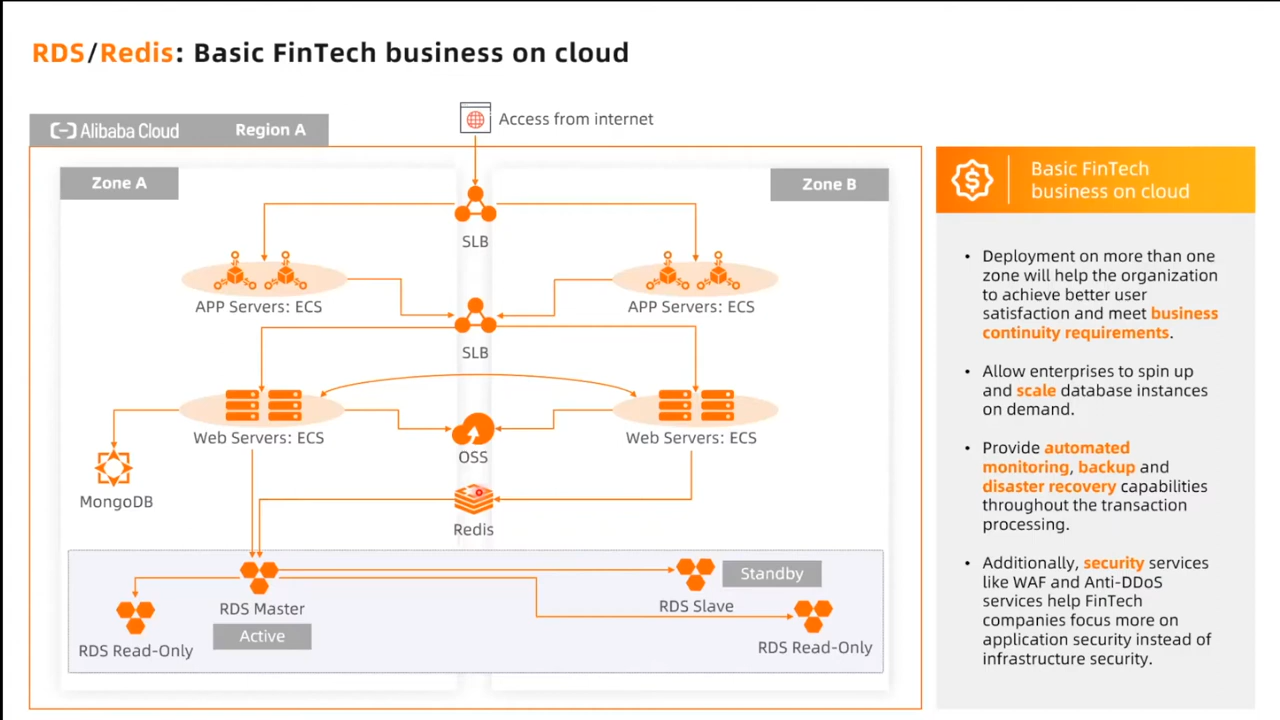 RDS/Redis: Basic FinTech business on cloud
Access from internet
Alibaba Cloud Region A
Zone A
Zone B
SLB
APP Servers: ECS
APP Servers: ECS
SLB
Web Servers: ECS
Web Servers: ECS
OSS
MongoDB
Redis
RDS Master
Active
RDS Slave
Standby
RDS Read-Only
RDS Read-Only
Basic FinTech
business on cloud
• Deployment on more than one
zone will help the organization
to achieve better user
satisfaction and meet business
continuity requirements.
• Allow enterprises to spin up
and scale database instances
on demand.
• Provide automated
monitoring, backup and
disaster recovery capabilities
throughout the transaction
processing.
• Additionally, security services
like WAF and Anti-DDoS
services help FinTech
companies focus more on
application security instead of
infrastructure security.